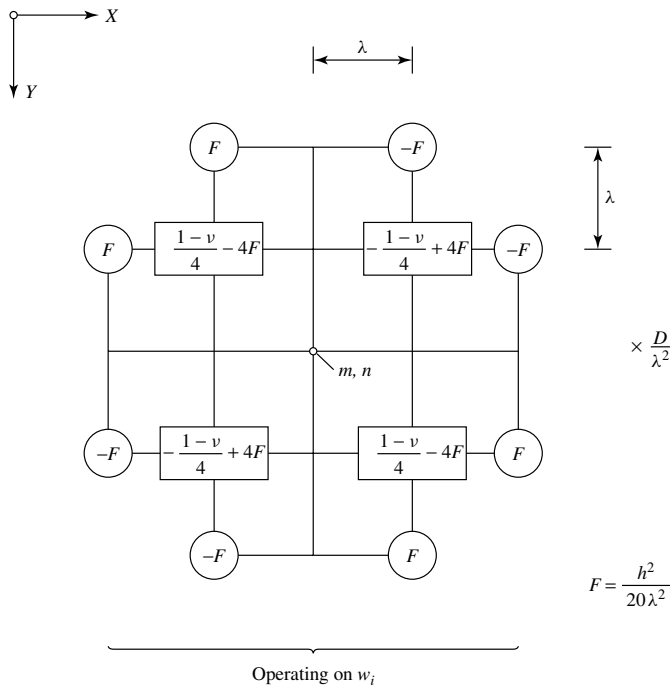 X
λ
Y
F −F
λ
F (1 − ν)/4 − 4F −(1 − ν)/4 + 4F −F
× D/λ²
m, n
−F −(1 − ν)/4 + 4F (1 − ν)/4 − 4F F
−F F
F = h²/20λ²
Operating on wᵢ